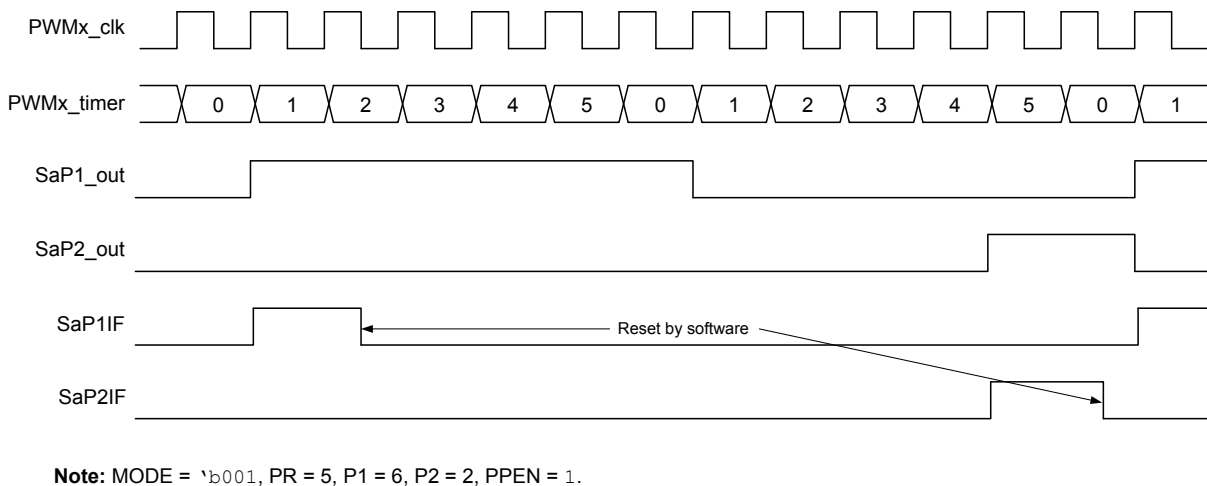 PWMx_clk
PWMx_timer
0 1 2 3 4 5 0 1 2 3 4 5 0 1
SaP1_out
SaP2_out
SaP1IF
Reset by software
SaP2IF
Note: MODE = ‘b001, PR = 5, P1 = 6, P2 = 2, PPEN = 1.